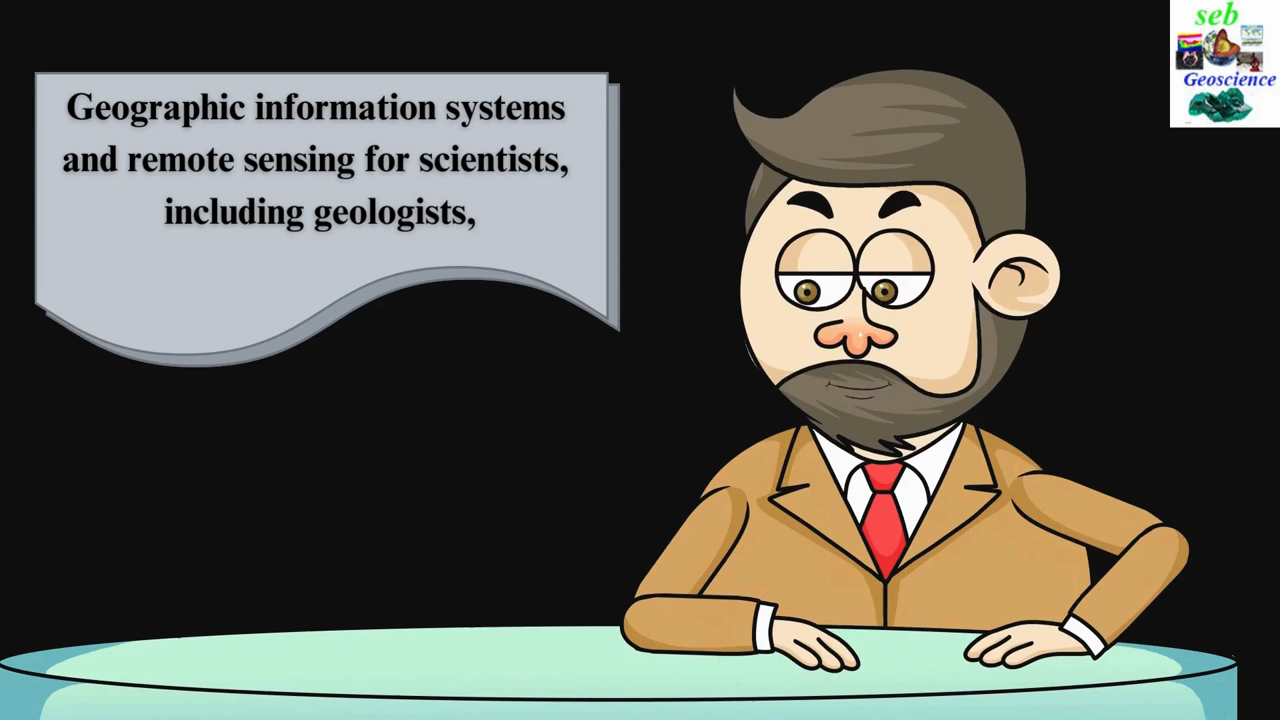 Geographic information systems
and remote sensing for scientists,
including geologists,
seb
Geoscience